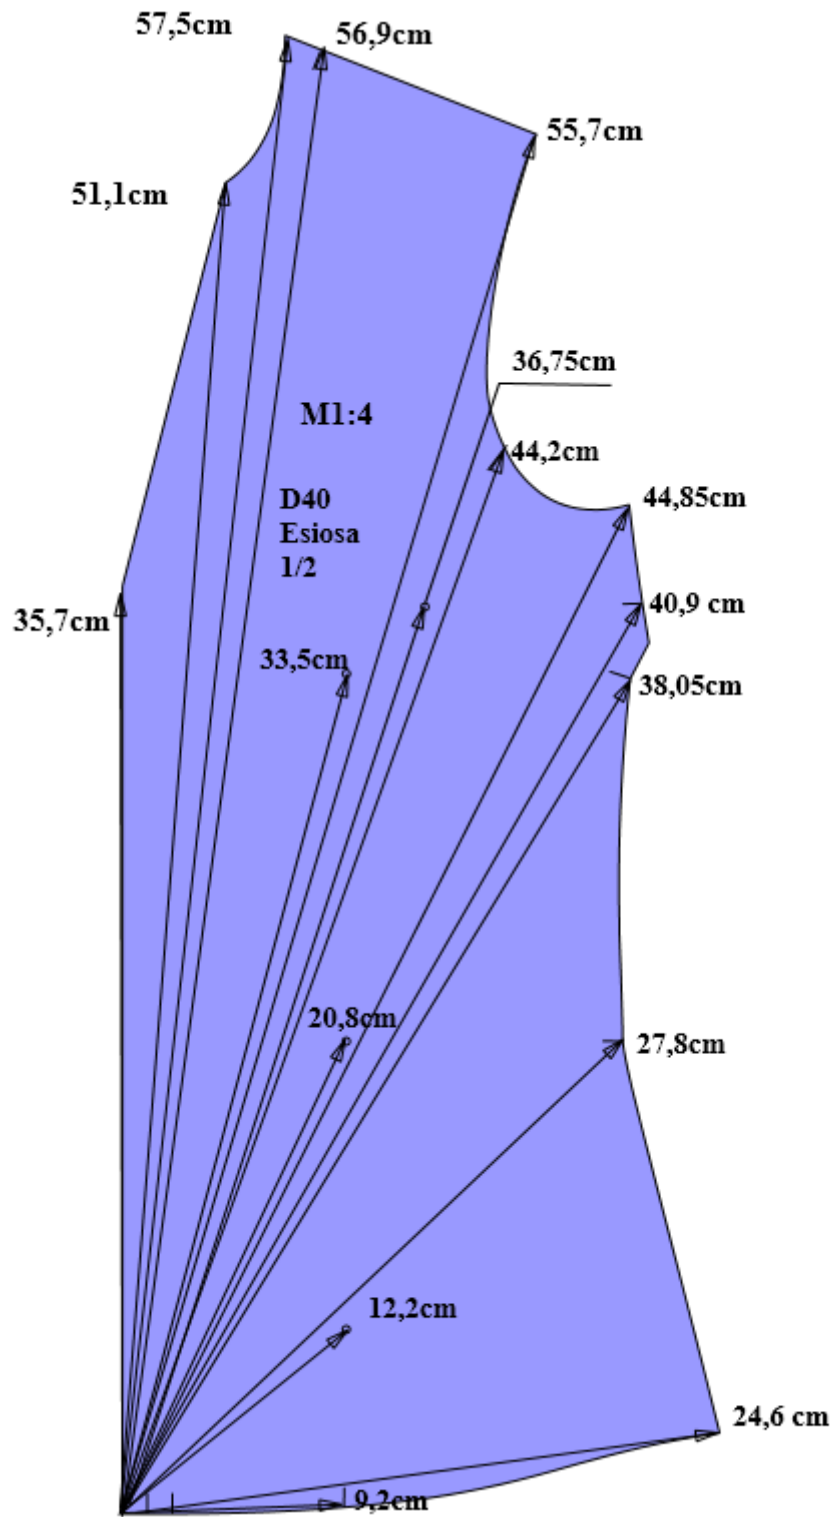 57,5cm
56,9cm
55,7cm
51,1cm
36,75cm
M1:4
44,2cm
D40
Esiosa
1/2
44,85cm
40,9 cm
35,7cm
33,5cm
38,05cm
20,8cm
27,8cm
12,2cm
24,6 cm
9,2cm